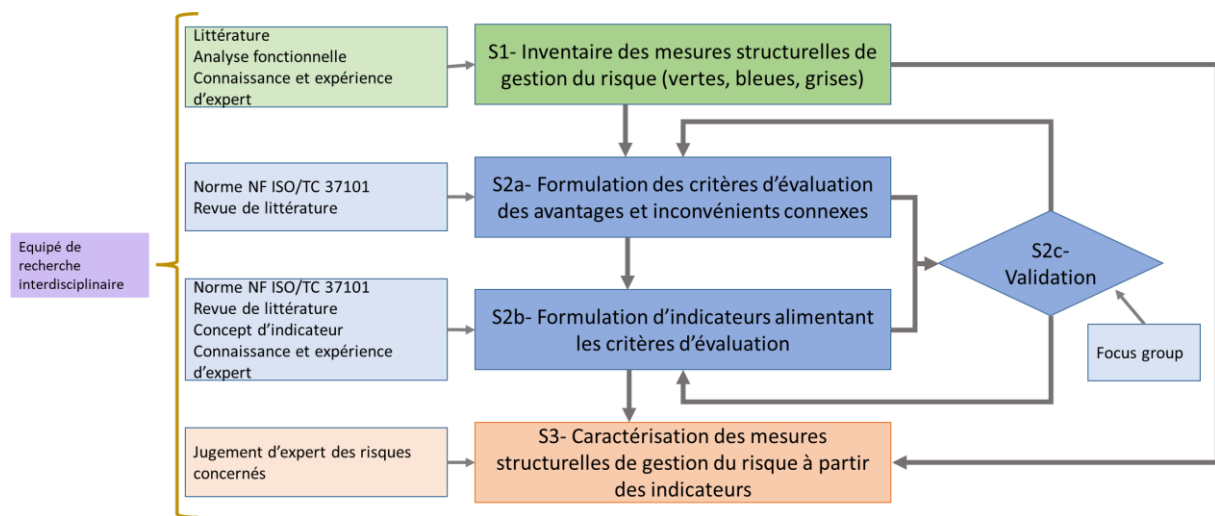 Littérature
Analyse fonctionnelle
Connaissance et expérience
d'expert
S1- Inventaire des mesures structurelles de
gestion du risque (vertes, bleues, grises)
Norme NF ISO/TC 37101
Revue de littérature
S2a- Formulation des critères d'évaluation
des avantages et inconvénients connexes
Equipé de
recherche
interdisciplinaire
S2c-
Validation
Norme NF ISO/TC 37101
Revue de littérature
Concept d'indicateur
Connaissance et expérience
d'expert
S2b- Formulation d'indicateurs alimentant
les critères d'évaluation
Focus group
Jugement d'expert des risques
concernés
S3- Caractérisation des mesures
structurelles de gestion du risque à partir
des indicateurs